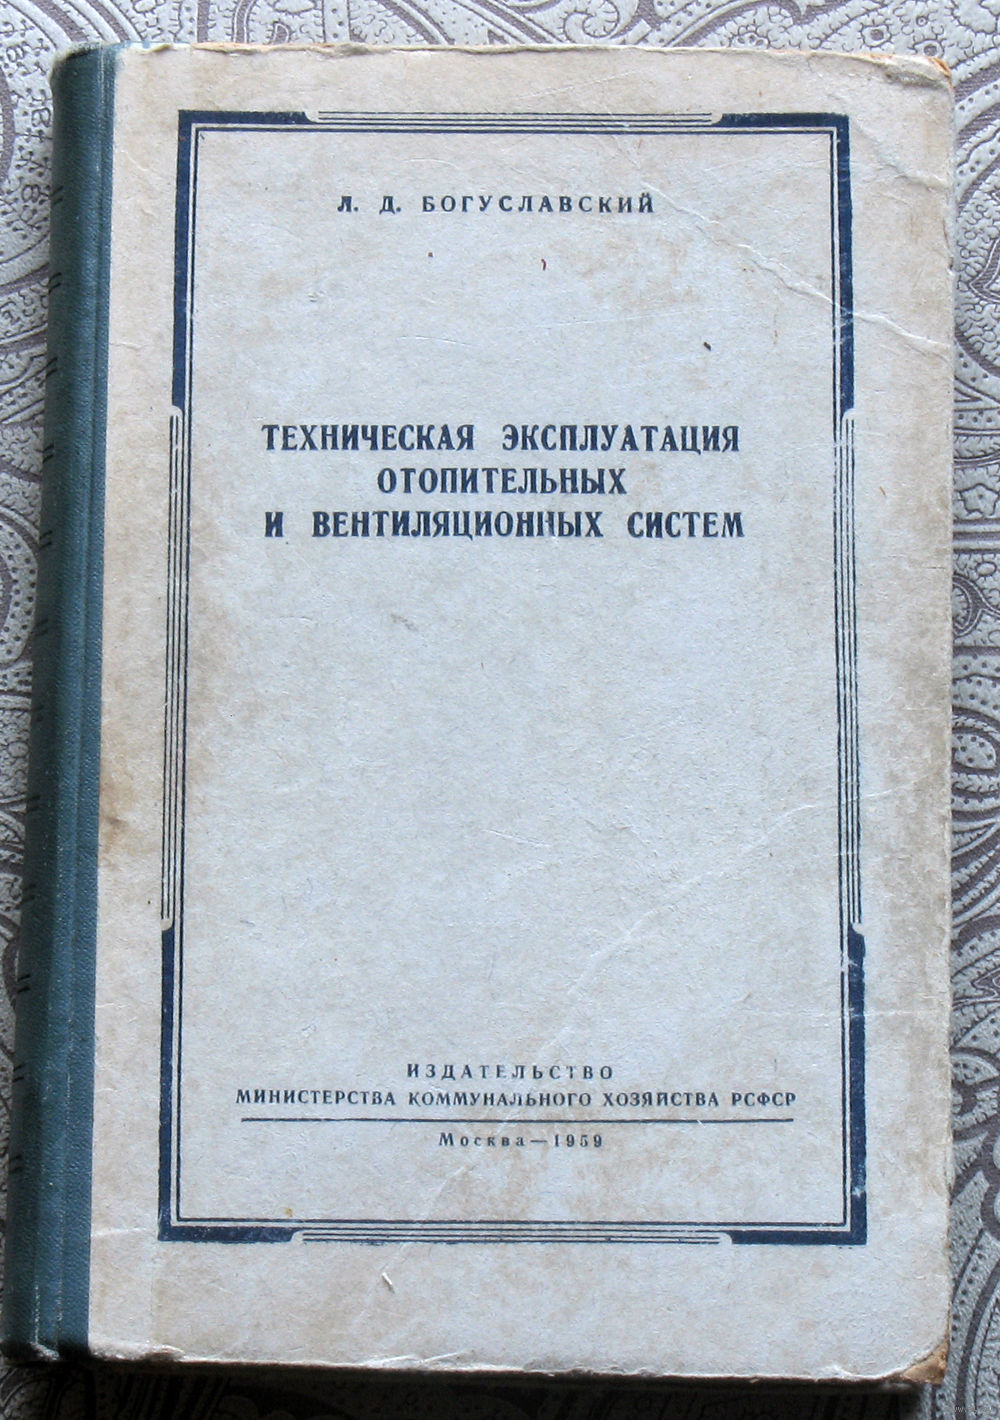 Л. Д. БОГУСЛАВСКИЙ
ТЕХНИЧЕСКАЯ ЭКСПЛУАТАЦИЯ
ОТОПИТЕЛЬНЫХ
И ВЕНТИЛЯЦИОННЫХ СИСТЕМ
ИЗДАТЕЛЬСТВО
МИНИСТЕРСТВА КОММУНАЛЬНОГО ХОЗЯЙСТВА РСФСР
Москва—1959